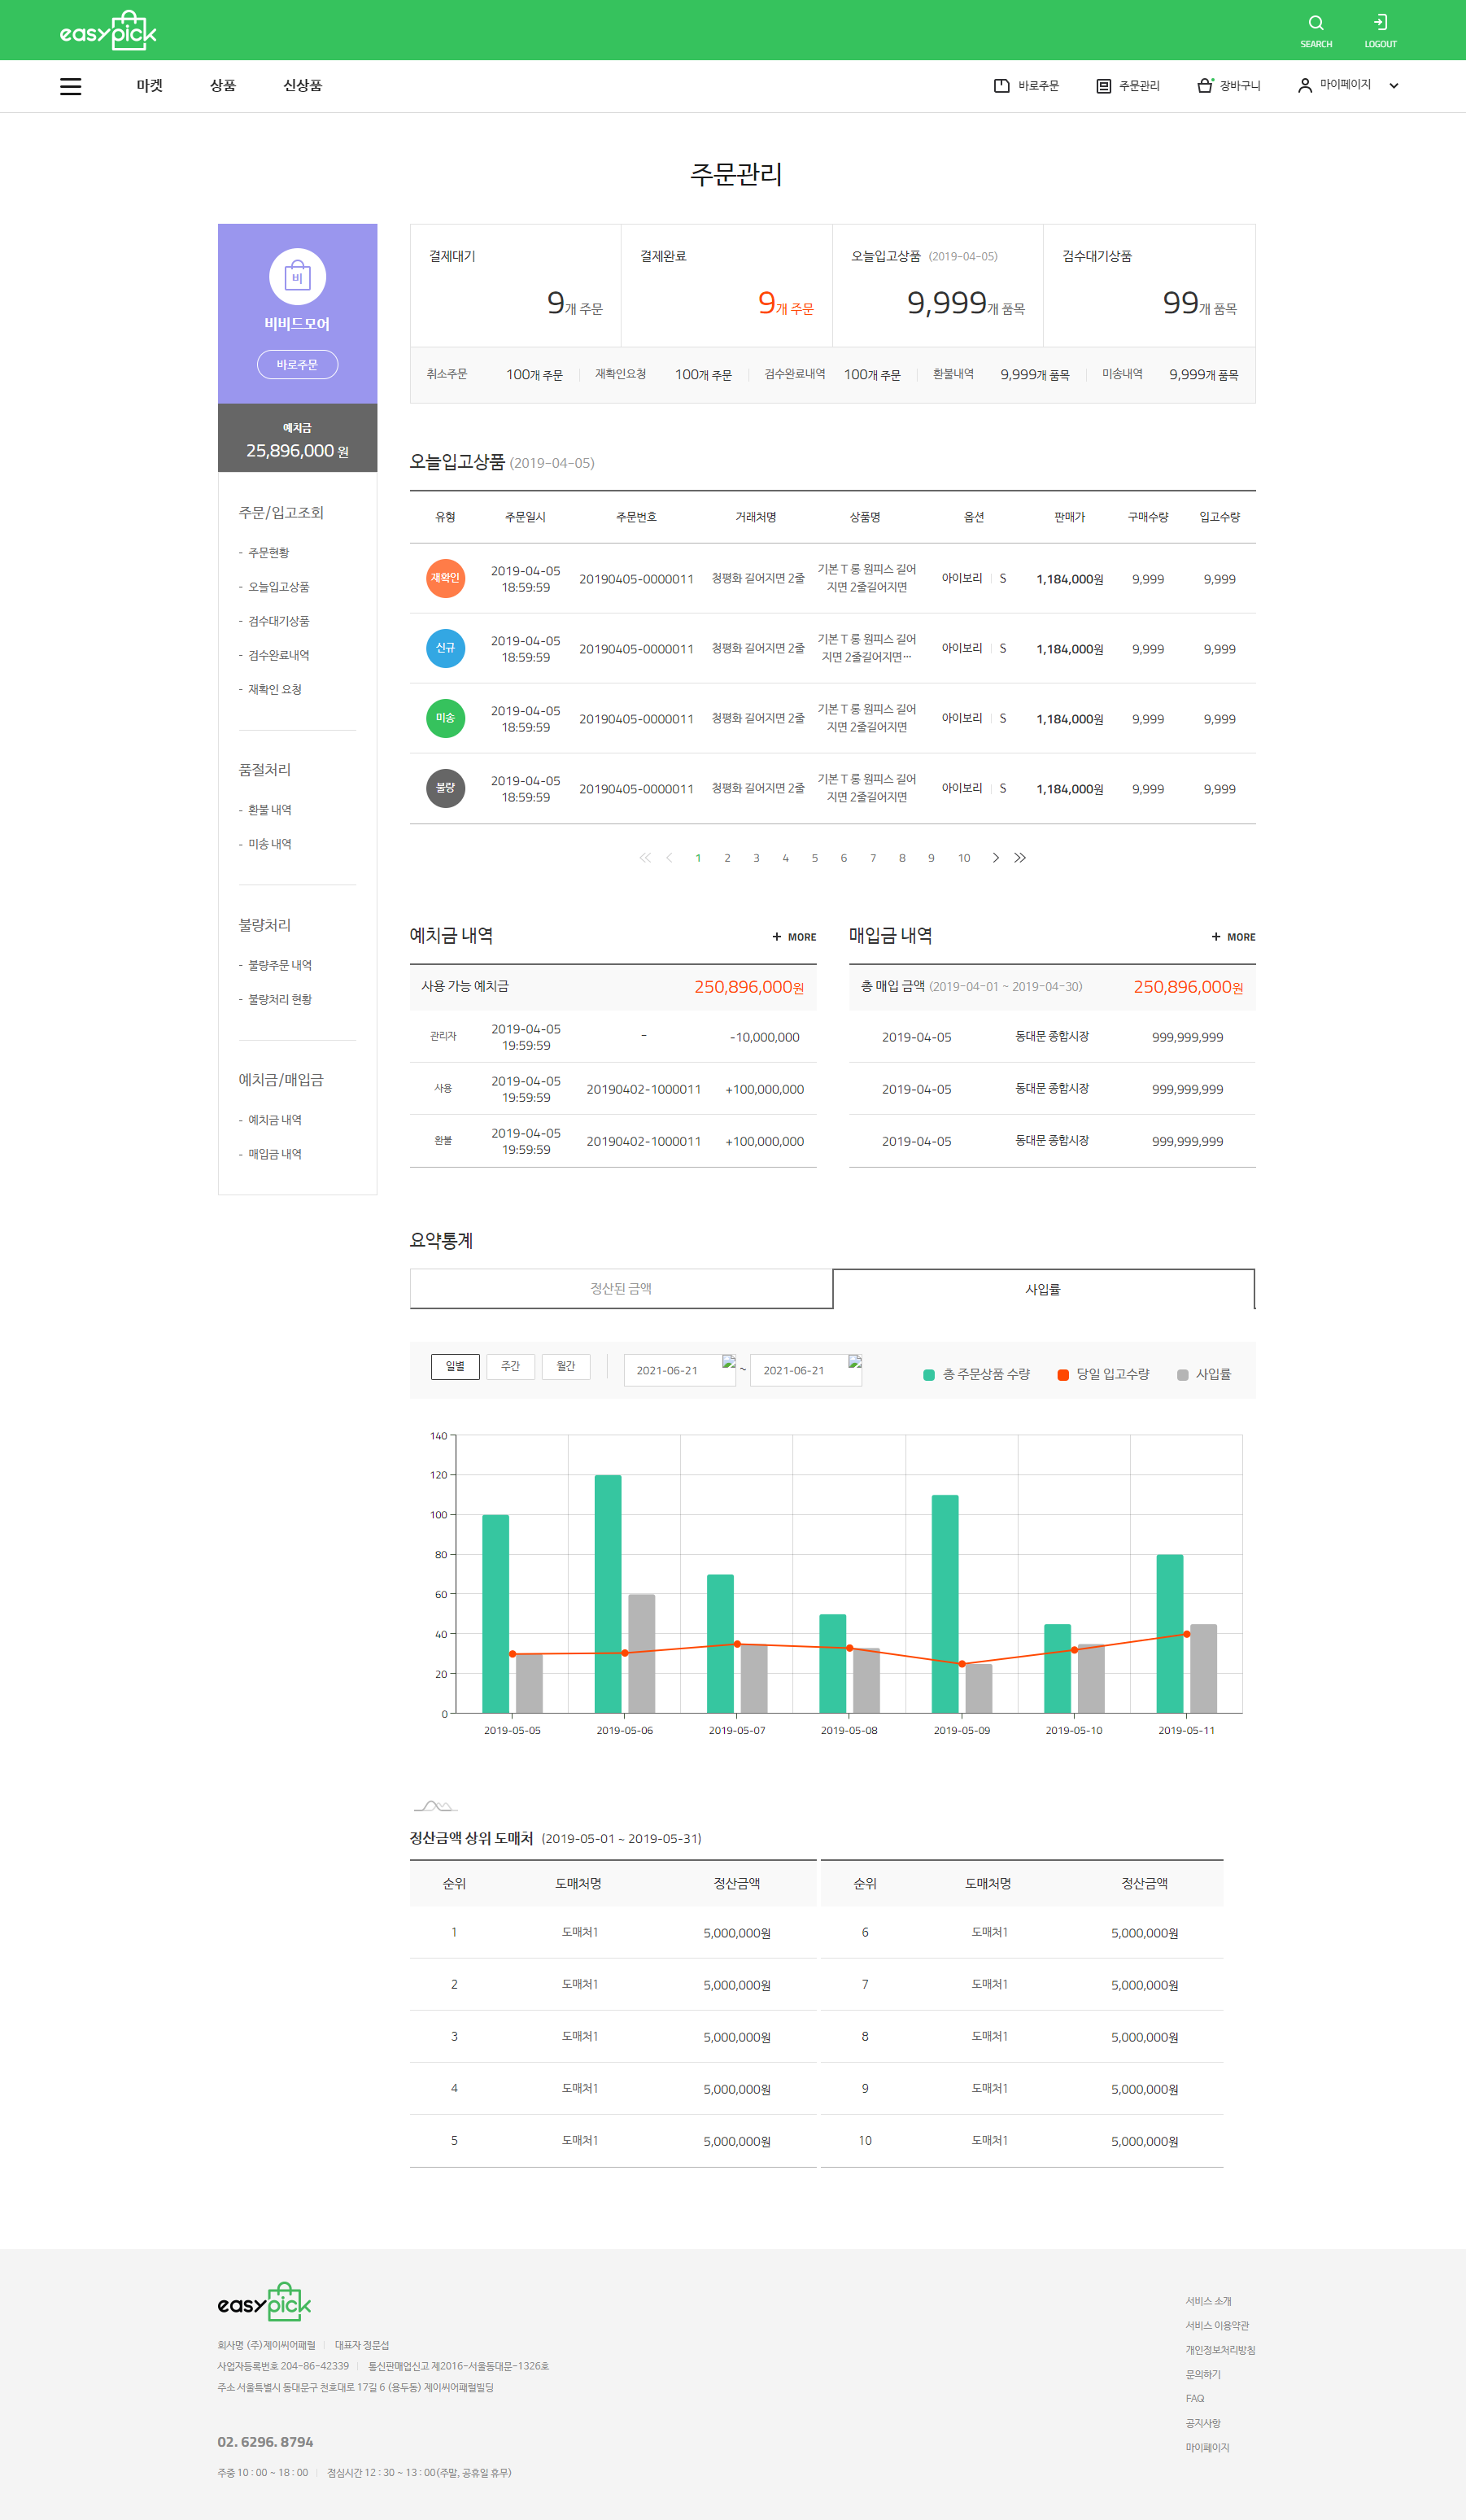 easypick
SEARCH LOGOUT
마켓 상품 신상품 바로주문 주문관리 장바구니 마이페이지
주문관리
비
비비드모어
바로주문
예치금
25,896,000 원
주문/입고조회
- 주문현황
- 오늘입고상품
- 검수대기상품
- 검수완료내역
- 재확인 요청
품절처리
- 환불 내역
- 미송 내역
불량처리
- 불량주문 내역
- 불량처리 현황
예치금/매입금
- 예치금 내역
- 매입금 내역
결제대기 결제완료 오늘입고상품 (2019-04-05) 검수대기상품
9개 주문 9개 주문 9,999개 품목 99개 품목
취소주문 100개 주문 재확인요청 100개 주문 검수완료내역 100개 주문 환불내역 9,999개 품목 미송내역 9,999개 품목
오늘입고상품 (2019-04-05)
유형 주문일시 주문번호 거래처명 상품명 옵션 판매가 구매수량 입고수량
재확인 2019-04-05 18:59:59 20190405-0000011 청평화 길어지면 2줄 기본 T 롱 원피스 길어지면 2줄길어지면 아이보리 S 1,184,000원 9,999 9,999
신규 2019-04-05 18:59:59 20190405-0000011 청평화 길어지면 2줄 기본 T 롱 원피스 길어지면 2줄길어지면… 아이보리 S 1,184,000원 9,999 9,999
미송 2019-04-05 18:59:59 20190405-0000011 청평화 길어지면 2줄 기본 T 롱 원피스 길어지면 2줄길어지면 아이보리 S 1,184,000원 9,999 9,999
불량 2019-04-05 18:59:59 20190405-0000011 청평화 길어지면 2줄 기본 T 롱 원피스 길어지면 2줄길어지면 아이보리 S 1,184,000원 9,999 9,999
1 2 3 4 5 6 7 8 9 10
예치금 내역 + MORE
사용 가능 예치금 250,896,000원
관리자 2019-04-05 19:59:59 - -10,000,000
사용 2019-04-05 19:59:59 20190402-1000011 +100,000,000
환불 2019-04-05 19:59:59 20190402-1000011 +100,000,000
매입금 내역 + MORE
총 매입 금액 (2019-04-01 ~ 2019-04-30) 250,896,000원
2019-04-05 동대문 종합시장 999,999,999
2019-04-05 동대문 종합시장 999,999,999
2019-04-05 동대문 종합시장 999,999,999
요약통계
정산된 금액 사입률
일별 주간 월간 2021-06-21 ~ 2021-06-21 총 주문상품 수량 당일 입고수량 사입률
140
120
100
80
60
40
20
0
2019-05-05 2019-05-06 2019-05-07 2019-05-08 2019-05-09 2019-05-10 2019-05-11
정산금액 상위 도매처 (2019-05-01 ~ 2019-05-31)
순위 도매처명 정산금액 순위 도매처명 정산금액
1 도매처1 5,000,000원 6 도매처1 5,000,000원
2 도매처1 5,000,000원 7 도매처1 5,000,000원
3 도매처1 5,000,000원 8 도매처1 5,000,000원
4 도매처1 5,000,000원 9 도매처1 5,000,000원
5 도매처1 5,000,000원 10 도매처1 5,000,000원
easypick
회사명 (주)제이씨어패럴 대표자 정문섭
사업자등록번호 204-86-42339 통신판매업신고 제2016-서울동대문-1326호
주소 서울특별시 동대문구 천호대로 17길 6 (용두동) 제이씨어패럴빌딩
02. 6296. 8794
주중 10 : 00 ~ 18 : 00 점심시간 12 : 30 ~ 13 : 00(주말, 공휴일 휴무)
서비스 소개
서비스 이용약관
개인정보처리방침
문의하기
FAQ
공지사항
마이페이지